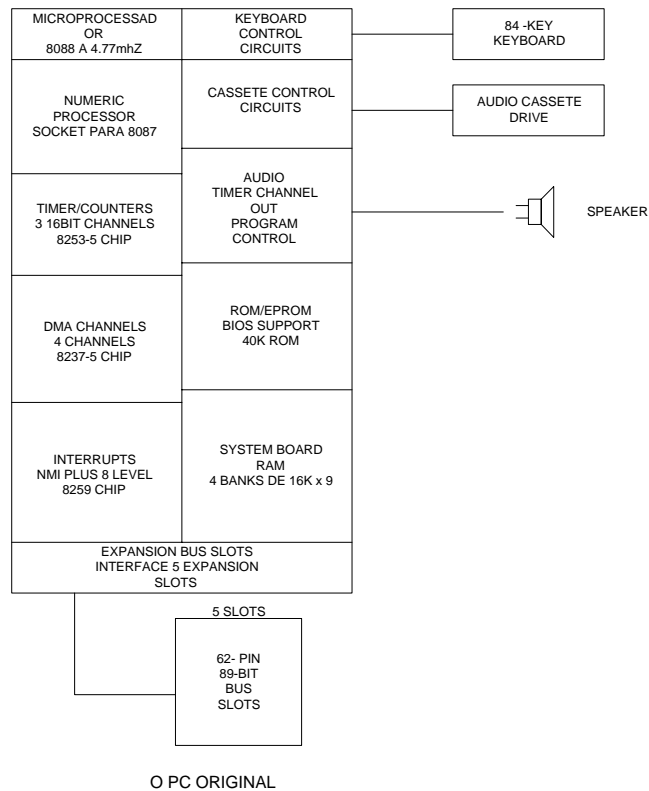 MICROPROCESSAD
OR
8088 A 4.77mhZ
KEYBOARD
CONTROL
CIRCUITS
84 -KEY
KEYBOARD
NUMERIC
PROCESSOR
SOCKET PARA 8087
CASSETE CONTROL
CIRCUITS
AUDIO CASSETE
DRIVE
TIMER/COUNTERS
3 16BIT CHANNELS
8253-5 CHIP
AUDIO
TIMER CHANNEL
OUT
PROGRAM
CONTROL
SPEAKER
DMA CHANNELS
4 CHANNELS
8237-5 CHIP
ROM/EPROM
BIOS SUPPORT
40K ROM
INTERRUPTS
NMI PLUS 8 LEVEL
8259 CHIP
SYSTEM BOARD
RAM
4 BANKS DE 16K x 9
EXPANSION BUS SLOTS
INTERFACE 5 EXPANSION
SLOTS
5 SLOTS
62- PIN
89-BIT
BUS
SLOTS
O PC ORIGINAL